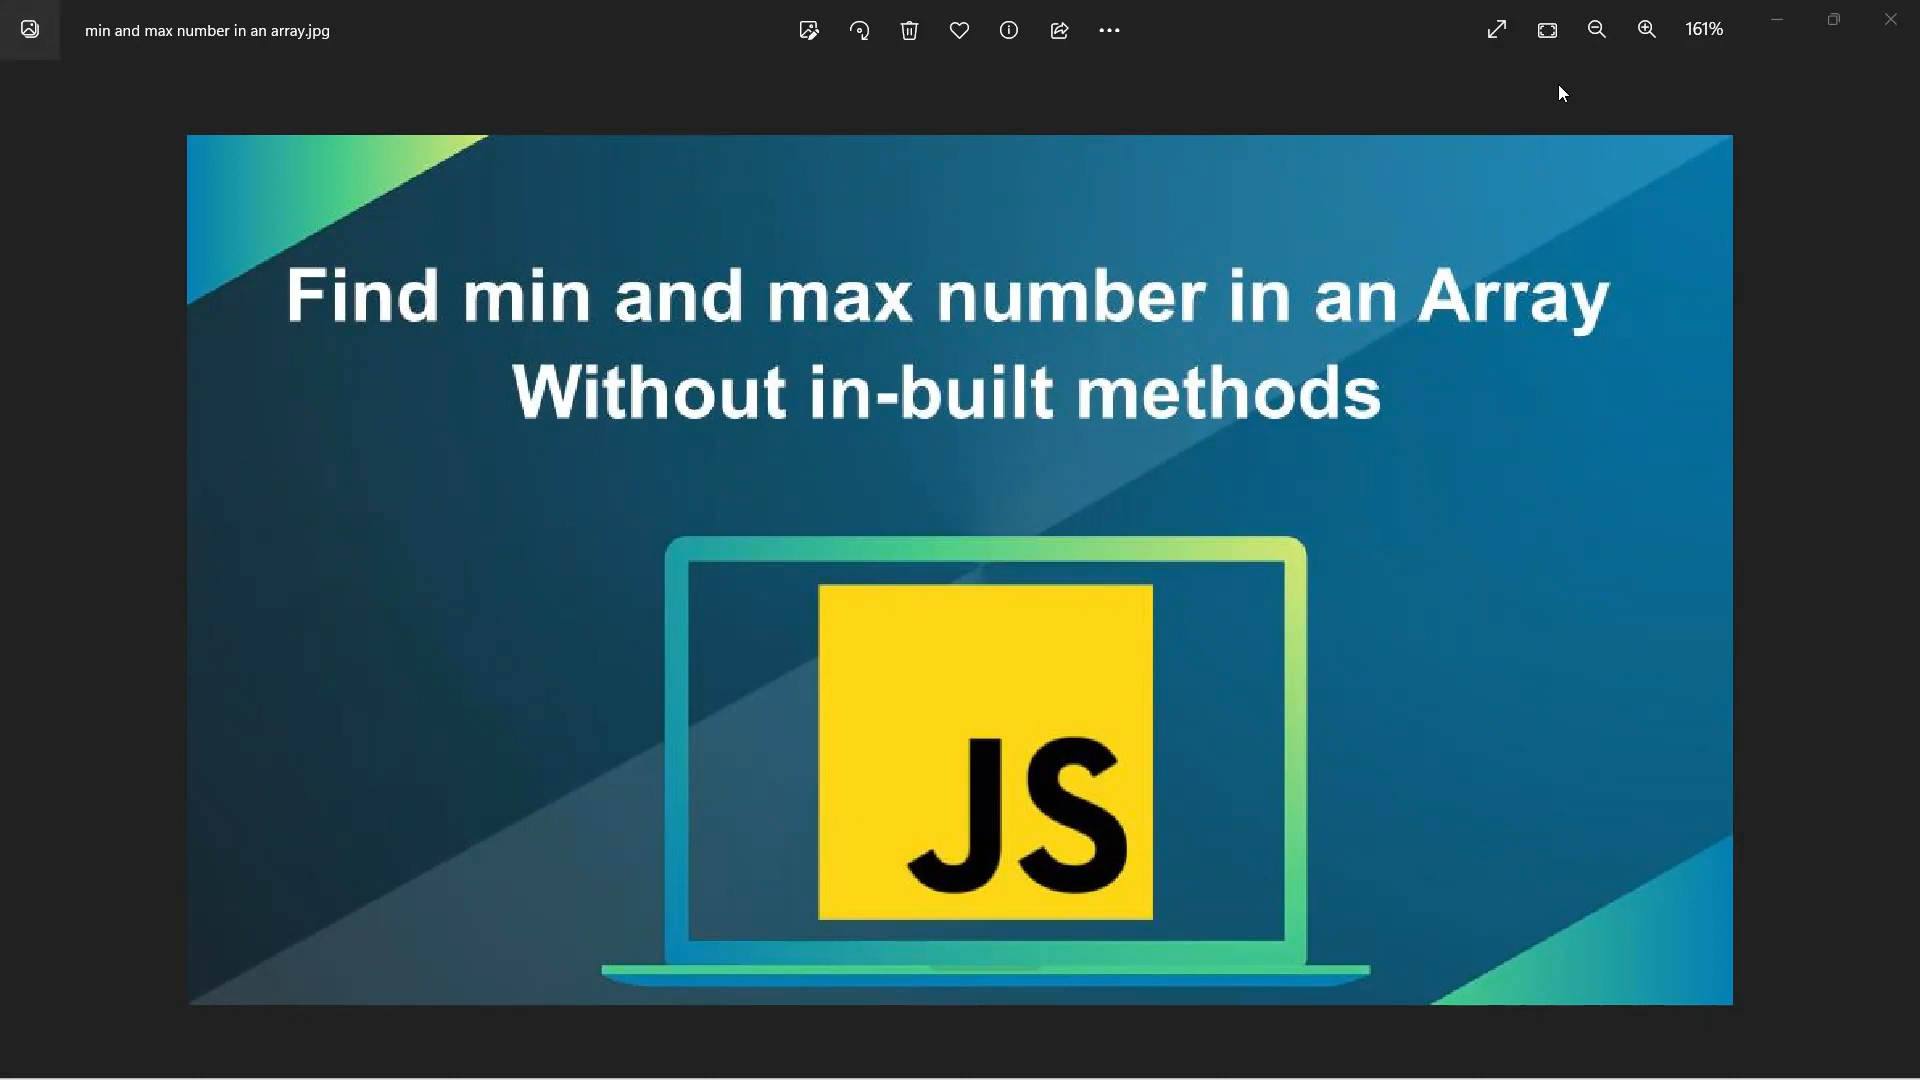 min and max number in an array.jpg
161%
Find min and max number in an Array
Without in-built methods
JS